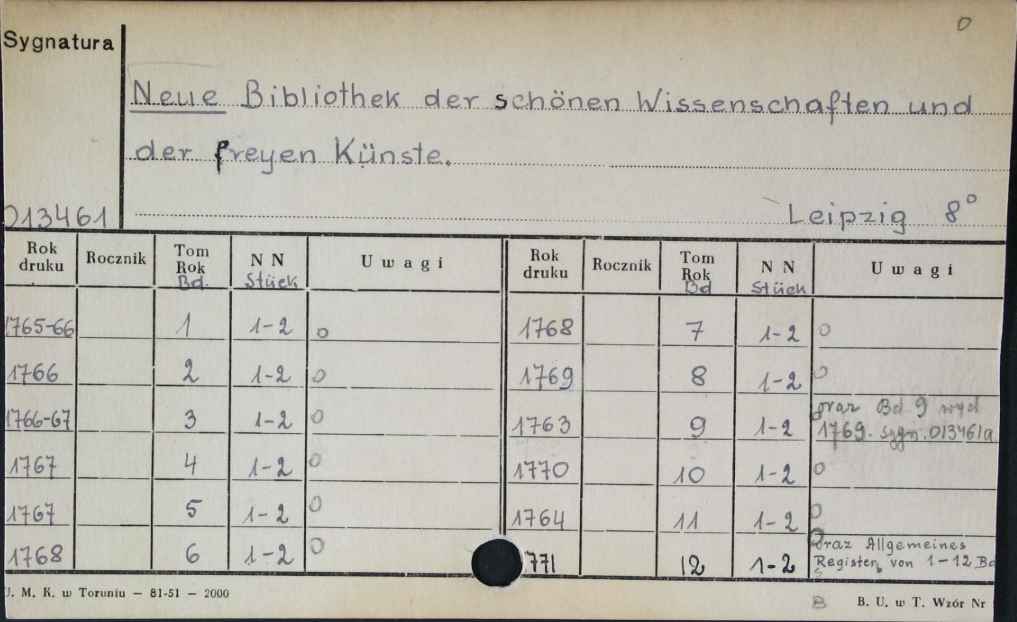 0
Sygnatura
Neue Bibliothek der schönen Wissenschaften und
der freyen Künste.
013461 Leipzig 8°
Rok druku Rocznik Tom Rok Bd. NN Stück Uwagi Rok druku Rocznik Tom Rok Bd NN Stück Uwagi
1765-66 1 1-2 0 1768 7 1-2 0
1766 2 1-2 0 1769 8 1-2 0
1766-67 3 1-2 0 1763 9 1-2 0 oraz Bd 9 wyd 1769. sygn. 013461a
1767 4 1-2 0 1770 10 1-2 0
1767 5 1-2 0 1764 11 1-2 0
1768 6 1-2 0 1771 12 1-2 0 oraz Allgemeines Register von 1-12 Bd
U. M. K. w Toruniu — 81-51 — 2000 B B. U. w T. Wzór Nr